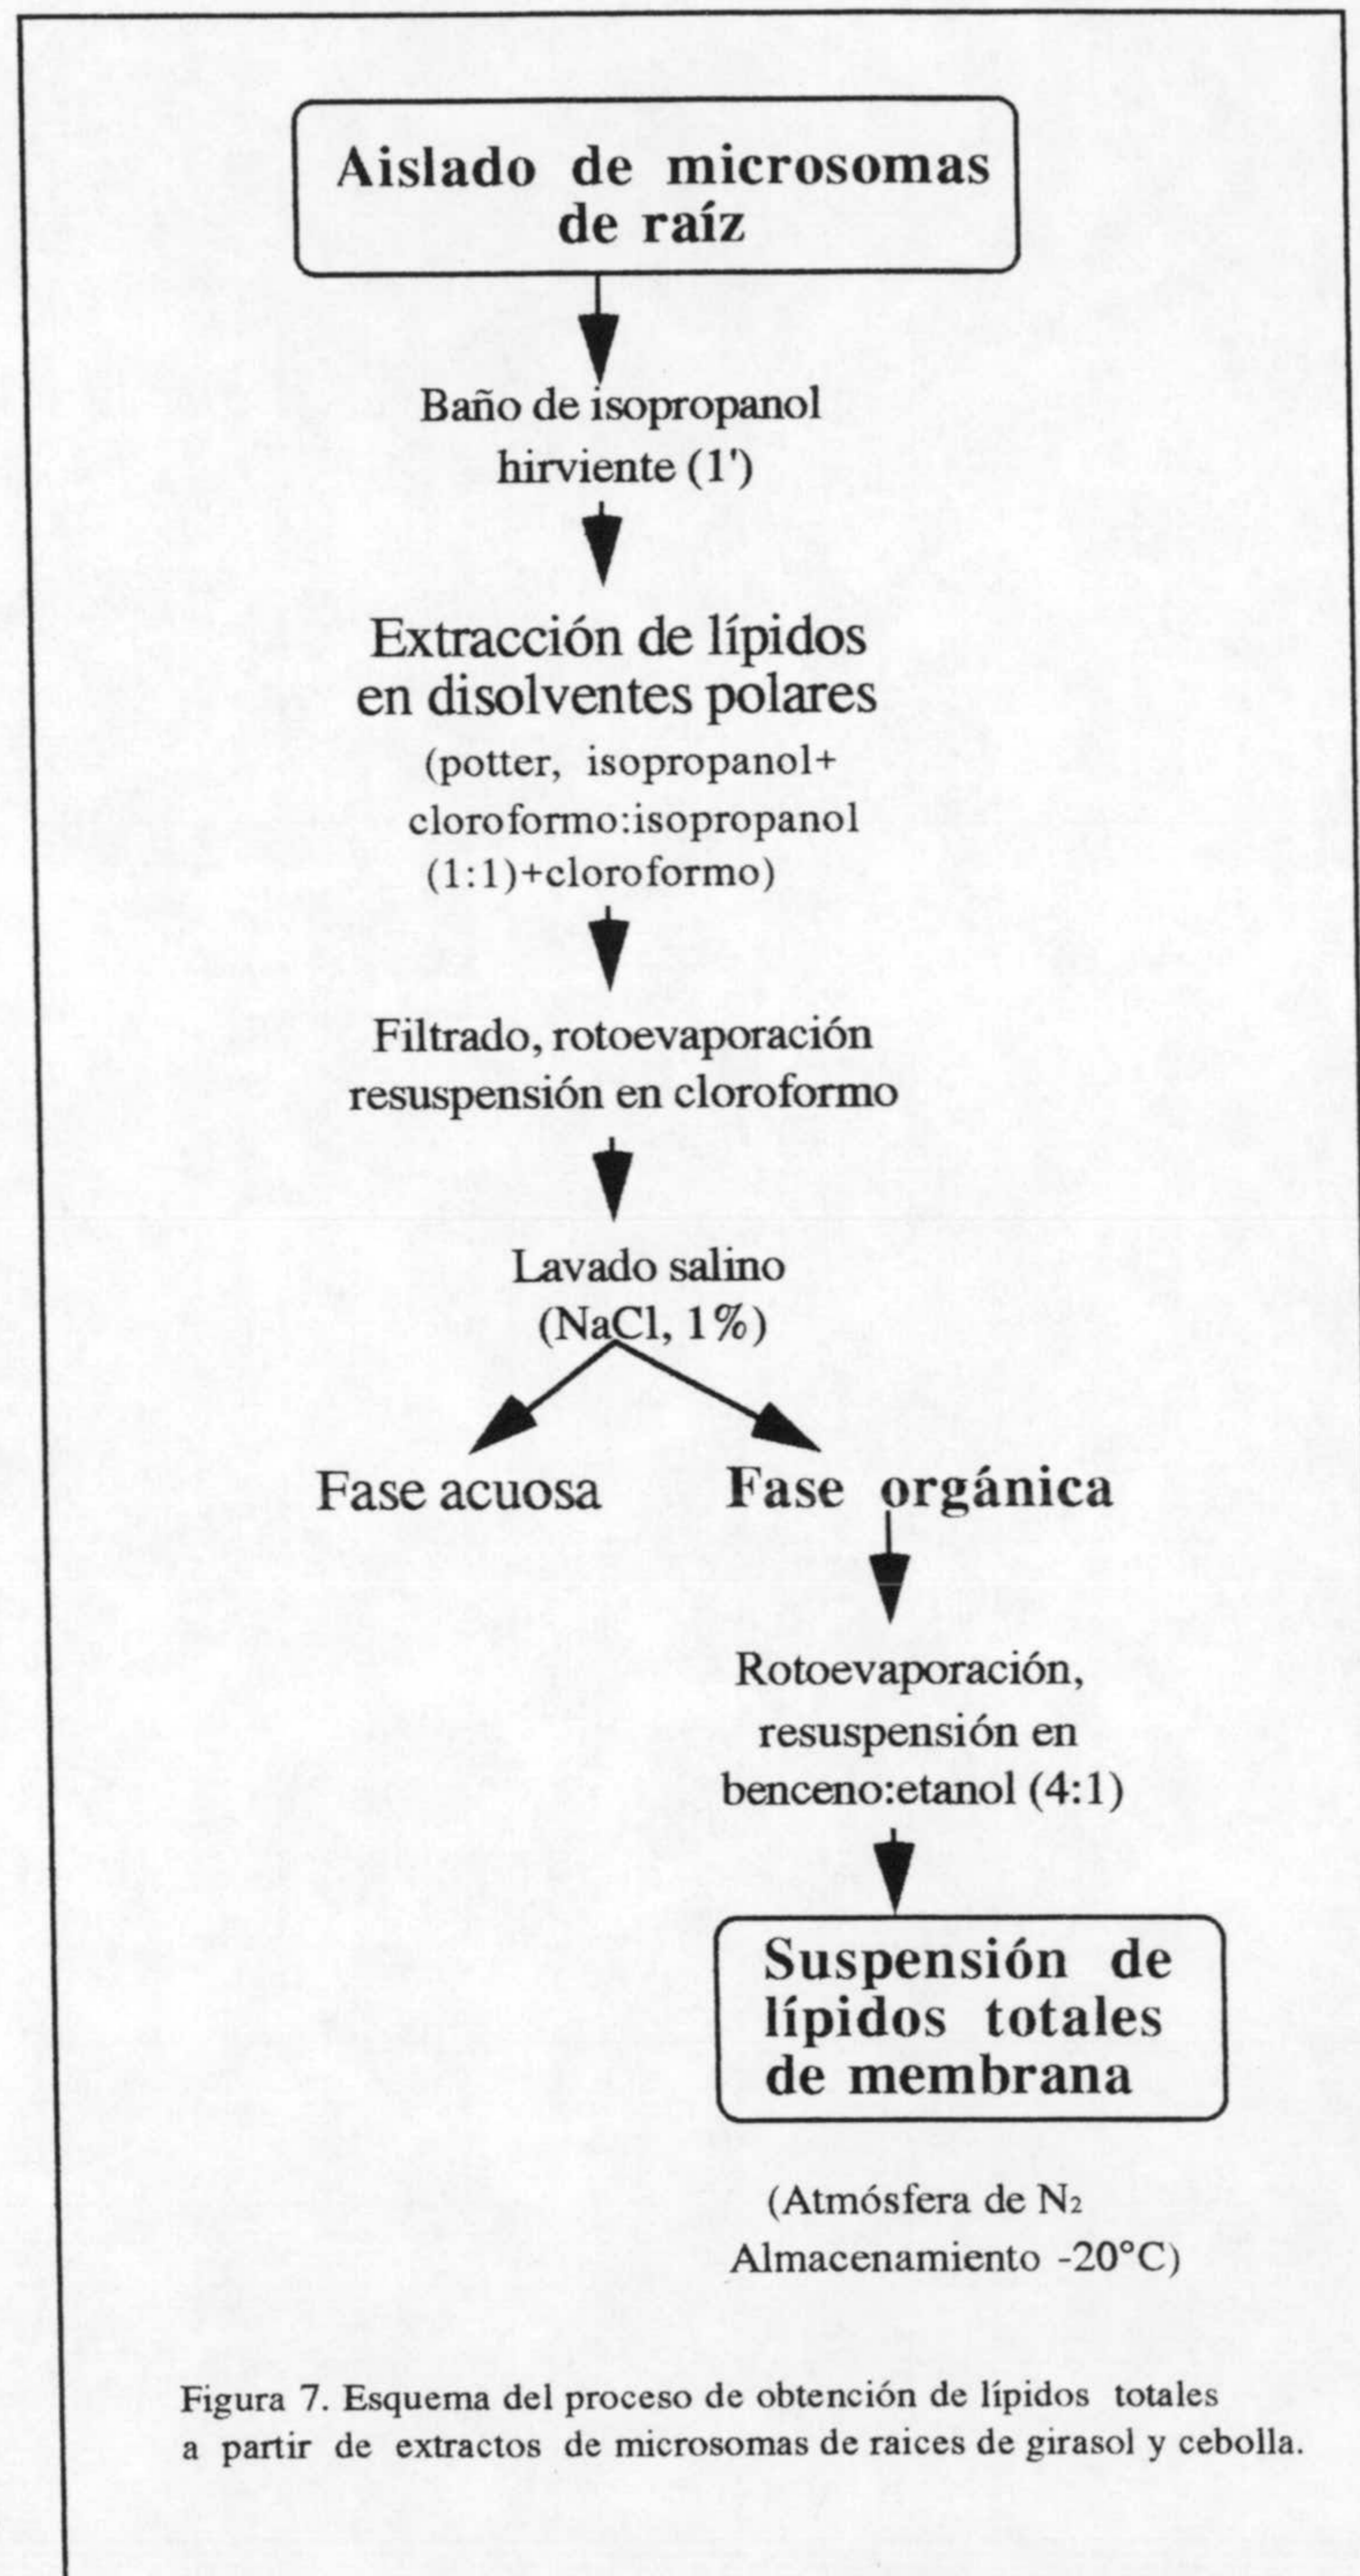 Aislado de microsomas
de raíz
Baño de isopropanol
hirviente (1')
Extracción de lípidos
en disolventes polares
(potter, isopropanol+
cloroformo:isopropanol
(1:1)+cloroformo)
Filtrado, rotoevaporación
resuspensión en cloroformo
Lavado salino
(NaCl, 1%)
Fase acuosa
Fase orgánica
Rotoevaporación,
resuspensión en
benceno:etanol (4:1)
Suspensión de
lípidos totales
de membrana
(Atmósfera de N₂
Almacenamiento -20°C)
Figura 7. Esquema del proceso de obtención de lípidos totales
a partir de extractos de microsomas de raices de girasol y cebolla.